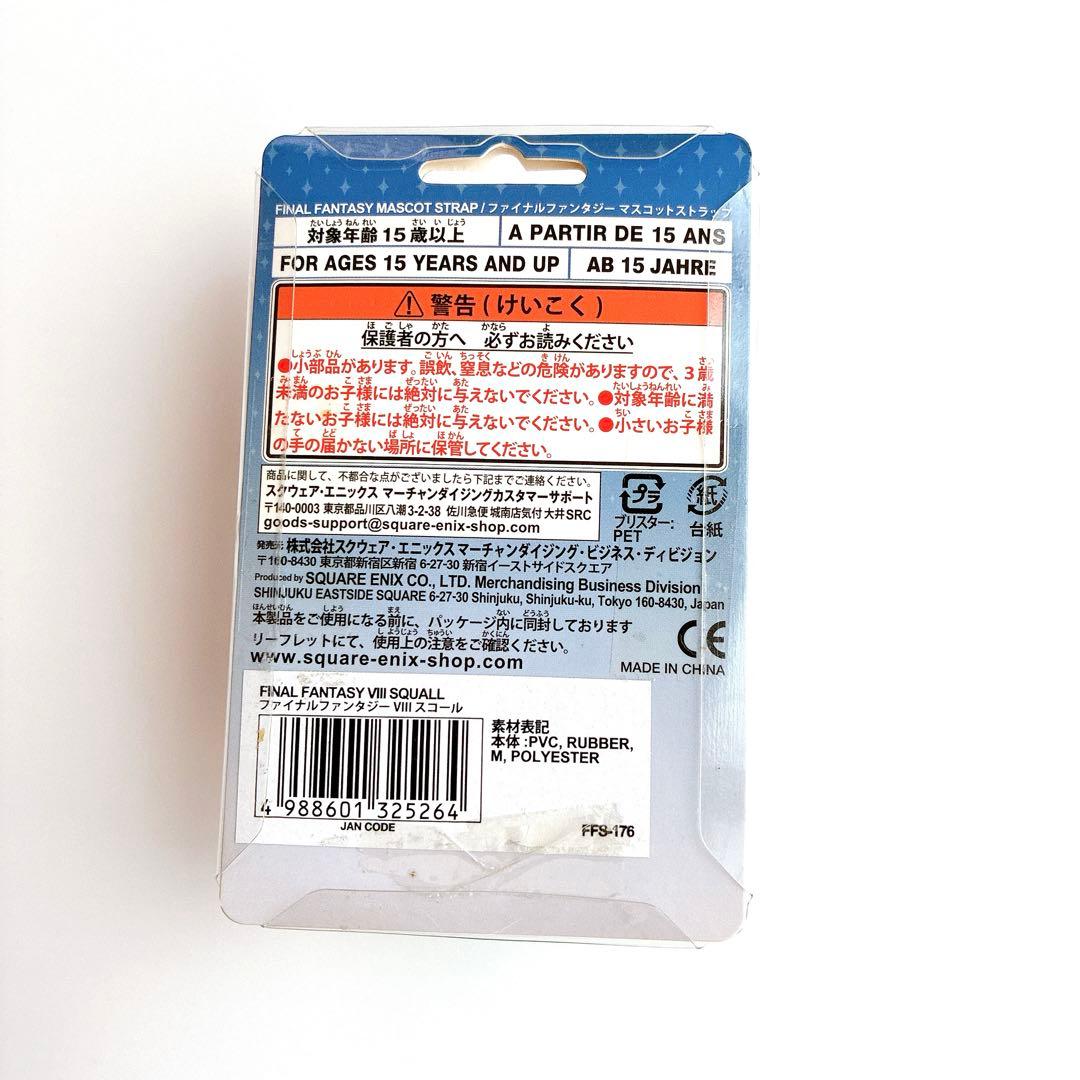 FINAL FANTASY MASCOT STRAP / ファイナルファンタジー マスコットストラップ
対象年齢 15 歳以上 A PARTIR DE 15 ANS
FOR AGES 15 YEARS AND UP AB 15 JAHRE
警告 ( けいこく )
保護者の方へ 必ずお読みください
●小部品があります。誤飲、窒息などの危険がありますので、3歳
未満のお子様には絶対に与えないでください。●対象年齢に満
たないお子様には絶対に与えないでください。●小さいお子様
の手の届かない場所に保管してください。
商品に関して、不都合な点がございましたら下記までご連絡ください。
スクウェア・エニックス マーチャンダイジングカスタマーサポート
〒140-0003 東京都品川区八潮3-2-38 佐川急便 城南店気付 大井SRC
goods-support@square-enix-shop.com
プラ
ブリスター:
PET
紙
台紙
発売元 株式会社スクウェア・エニックス マーチャンダイジング・ビジネス・ディビジョン
〒160-8430 東京都新宿区新宿 6-27-30 新宿イーストサイドスクエア
Produced by SQUARE ENIX CO., LTD. Merchandising Business Division
SHINJUKU EASTSIDE SQUARE 6-27-30 Shinjuku, Shinjuku-ku, Tokyo 160-8430, Japan
本製品をご使用になる前に、パッケージ内に同封しております
リーフレットにて、使用上の注意をご確認ください。
www.square-enix-shop.com
CE
MADE IN CHINA
FINAL FANTASY VIII SQUALL
ファイナルファンタジー VIII スコール
素材表記
本体 :PVC, RUBBER,
M, POLYESTER
4 988601 325264
JAN CODE
FFS-176